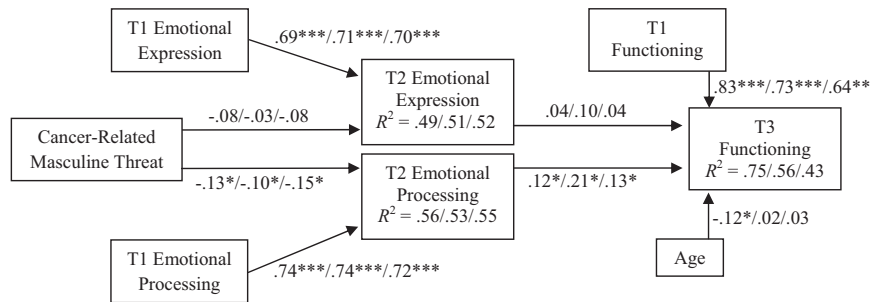 T1 Emotional
Expression
.69***/.71***/.70***
T1
Functioning
.83***/.73***/.64**
T2 Emotional
Expression
R² = .49/.51/.52
-.08/-.03/-.08
.04/.10/.04
Cancer-Related
Masculine Threat
T3
Functioning
R² = .75/.56/.43
-.13*/-.10*/-.15*
T2 Emotional
Processing
R² = .56/.53/.55
.12*/.21*/.13*
-.12*/.02/.03
T1 Emotional
Processing
.74***/.74***/.72***
Age